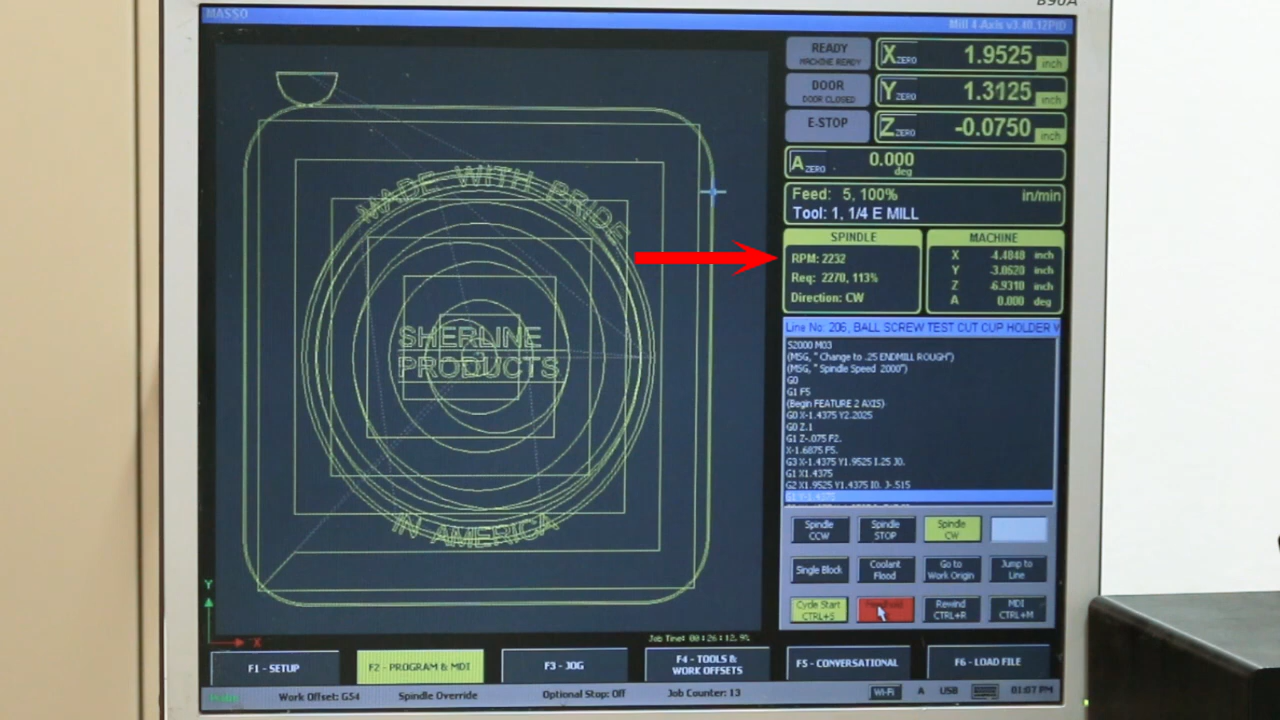 B90A
MASSO
Mill 4 Axis v3.40.12PID
READY
MACHINE READY
X ZERO 1.9525 inch
DOOR
DOOR CLOSED
Y ZERO 1.3125 inch
E-STOP
Z ZERO -0.0750 inch
A ZERO 0.000 deg
Feed: 5, 100% in/min
Tool: 1, 1/4 E MILL
SPINDLE
RPM: 2232
Req: 2270, 113%
Direction: CW
MACHINE
X -4.4848 inch
Y -3.0620 inch
Z -6.9310 inch
A 0.000 deg
MADE WITH PRIDE
SHERLINE
PRODUCTS
IN AMERICA
Y
X
Line No: 206, BALL SCREW TEST CUT CUP HOLDER
S2000 M03
(MSG, " Change to .25 ENDMILL ROUGH")
(MSG, " Spindle Speed 2000")
G0
G1 F5
(Begin FEATURE 2 AXIS)
G0 X-1.4375 Y2.2025
G0 Z.1
G1 Z-.075 F2.
X-1.6875 F5.
G3 X-1.4375 Y1.9525 I.25 J0.
G1 X1.4375
G2 X1.9525 Y1.4375 I0. J-.515
G1 Y-1.4375
Spindle CCW
Spindle STOP
Spindle CW
Single Block
Coolant Flood
Go to Work Origin
Jump to Line
Cycle Start CTRL+S
Rewind CTRL+R
MDI CTRL+M
Job Time: 00:26:12, 9%
F1 - SETUP
F2 - PROGRAM & MDI
F3 - JOG
F4 - TOOLS & WORK OFFSETS
F5 - CONVERSATIONAL
F6 - LOAD FILE
Work Offset: G54
Spindle Override
Optional Stop: Off
Job Counter: 13
Wi-Fi
A
USB
01:07 PM